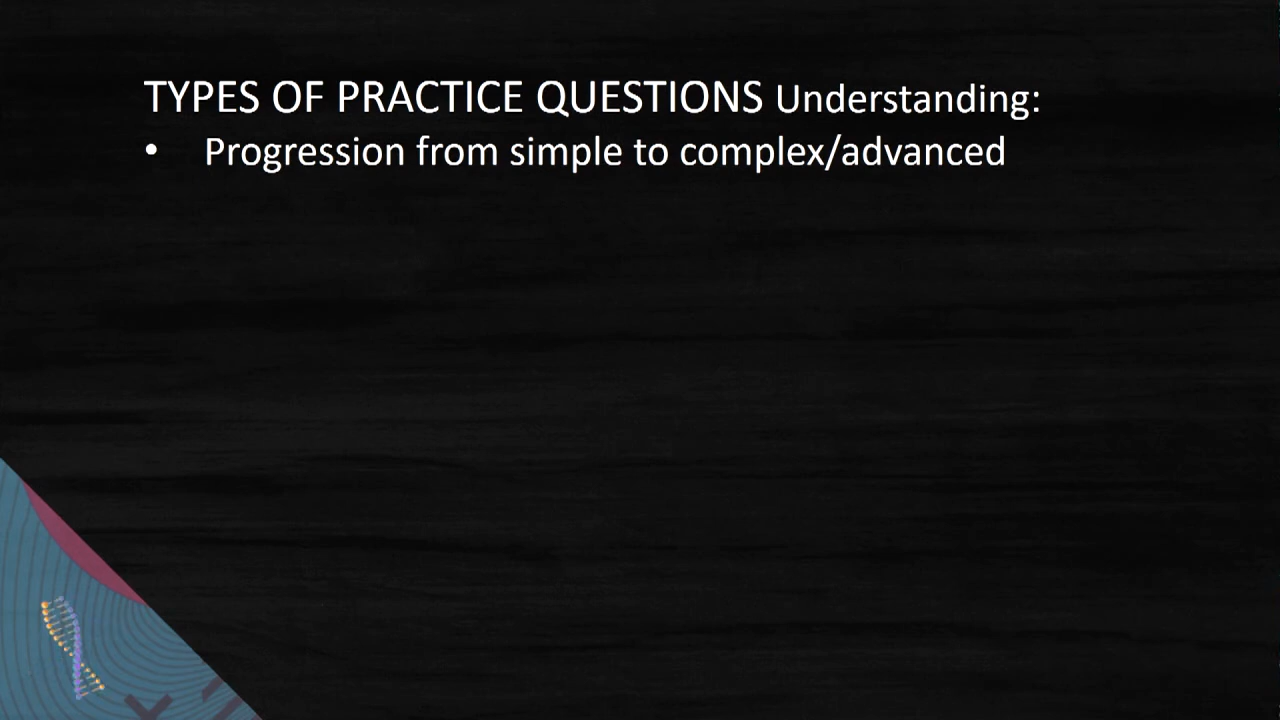 TYPES OF PRACTICE QUESTIONS Understanding:
• Progression from simple to complex/advanced